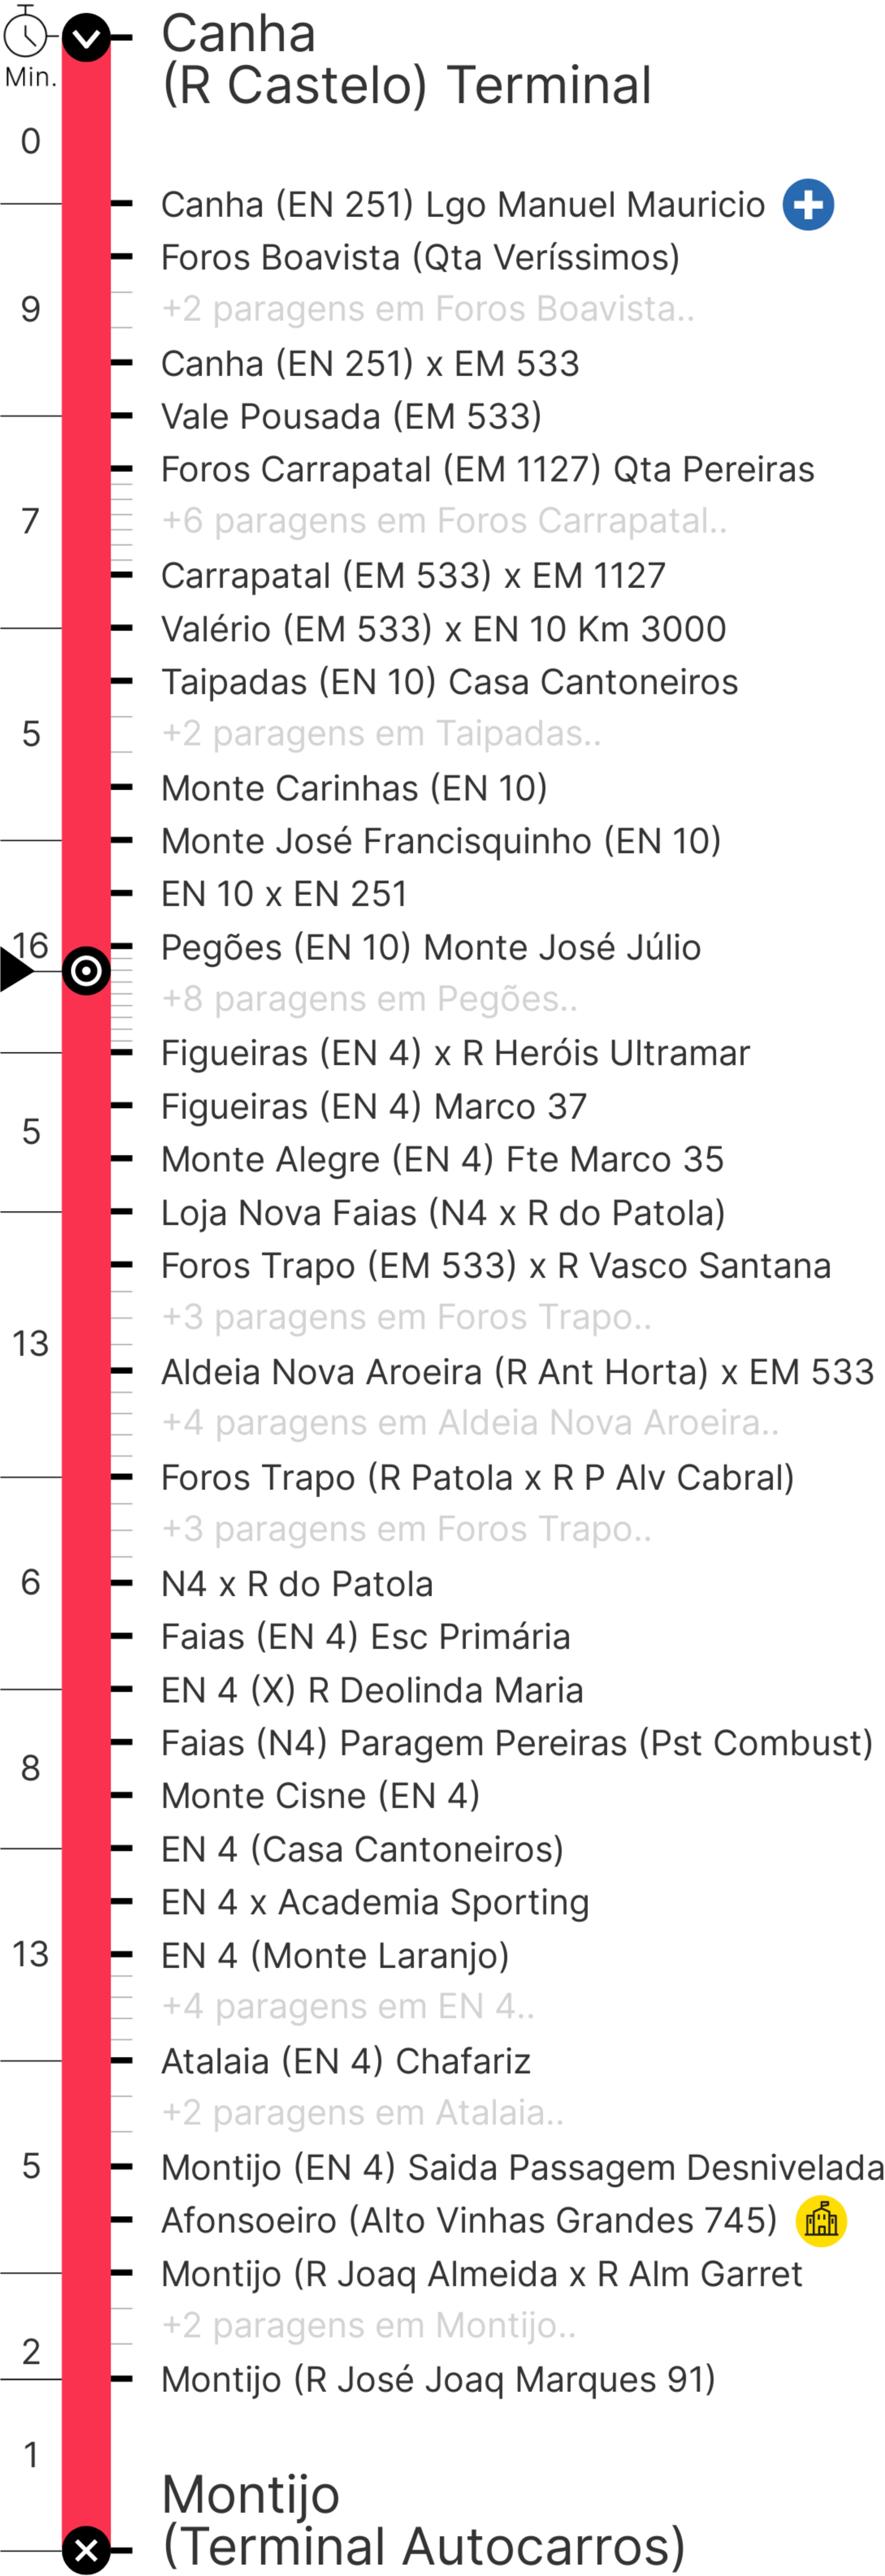 Canha
(R Castelo) Terminal
Min.
0
Canha (EN 251) Lgo Manuel Mauricio
Foros Boavista (Qta Veríssimos)
9
+2 paragens em Foros Boavista..
Canha (EN 251) x EM 533
Vale Pousada (EM 533)
Foros Carrapatal (EM 1127) Qta Pereiras
7
+6 paragens em Foros Carrapatal..
Carrapatal (EM 533) x EM 1127
Valério (EM 533) x EN 10 Km 3000
Taipadas (EN 10) Casa Cantoneiros
5
+2 paragens em Taipadas..
Monte Carinhas (EN 10)
Monte José Francisquinho (EN 10)
EN 10 x EN 251
16
Pegões (EN 10) Monte José Júlio
+8 paragens em Pegões..
Figueiras (EN 4) x R Heróis Ultramar
Figueiras (EN 4) Marco 37
5
Monte Alegre (EN 4) Fte Marco 35
Loja Nova Faias (N4 x R do Patola)
Foros Trapo (EM 533) x R Vasco Santana
+3 paragens em Foros Trapo..
13
Aldeia Nova Aroeira (R Ant Horta) x EM 533
+4 paragens em Aldeia Nova Aroeira..
Foros Trapo (R Patola x R P Alv Cabral)
+3 paragens em Foros Trapo..
6
N4 x R do Patola
Faias (EN 4) Esc Primária
EN 4 (X) R Deolinda Maria
Faias (N4) Paragem Pereiras (Pst Combust)
8
Monte Cisne (EN 4)
EN 4 (Casa Cantoneiros)
EN 4 x Academia Sporting
13
EN 4 (Monte Laranjo)
+4 paragens em EN 4..
Atalaia (EN 4) Chafariz
+2 paragens em Atalaia..
5
Montijo (EN 4) Saida Passagem Desnivelada
Afonsoeiro (Alto Vinhas Grandes 745)
Montijo (R Joaq Almeida x R Alm Garret
+2 paragens em Montijo..
2
Montijo (R José Joaq Marques 91)
1
Montijo
(Terminal Autocarros)